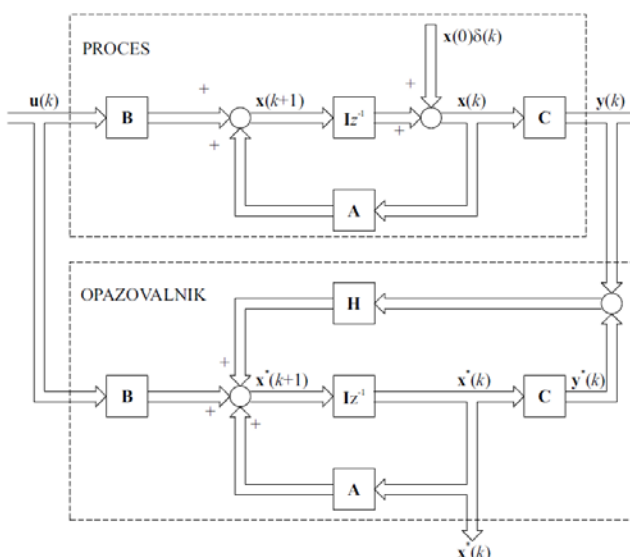 x(0)δ(k)
PROCES
u(k)
B
+
+
x(k+1)
Iz⁻¹
+
+
x(k)
C
y(k)
A
OPAZOVALNIK
H
B
+
+
+
x*(k+1)
Iz⁻¹
x*(k)
C
y*(k)
A
x*(k)